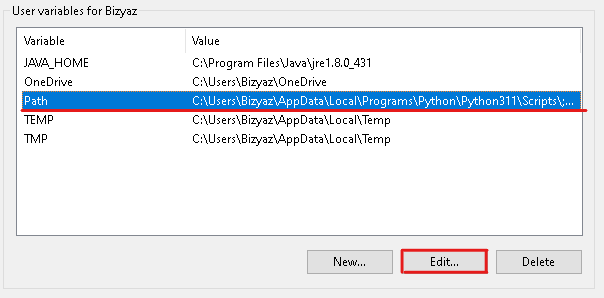 User variables for Bizyaz
Variable Value
JAVA_HOME C:\Program Files\Java\jre1.8.0_431
OneDrive C:\Users\Bizyaz\OneDrive
Path C:\Users\Bizyaz\AppData\Local\Programs\Python\Python311\Scripts\;...
TEMP C:\Users\Bizyaz\AppData\Local\Temp
TMP C:\Users\Bizyaz\AppData\Local\Temp
New... Edit... Delete